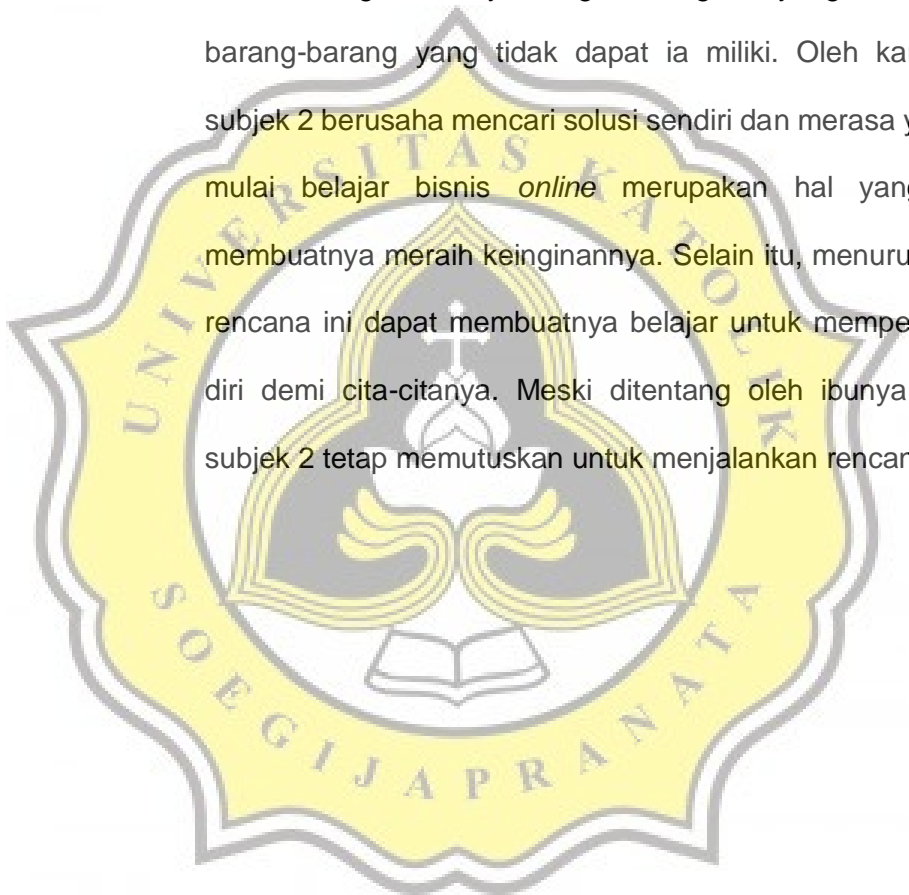 barang-barang yang tidak dapat ia miliki. Oleh ka
subjek 2 berusaha mencari solusi sendiri dan merasa y
mulai belajar bisnis online merupakan hal yang
membuatnya meraih keinginannya. Selain itu, menuru
rencana ini dapat membuatnya belajar untuk mempe
diri demi cita-citanya. Meski ditentang oleh ibunya
subjek 2 tetap memutuskan untuk menjalankan rencan
UNIVERSITAS KATOLIK
SOEGIJAPRANATA